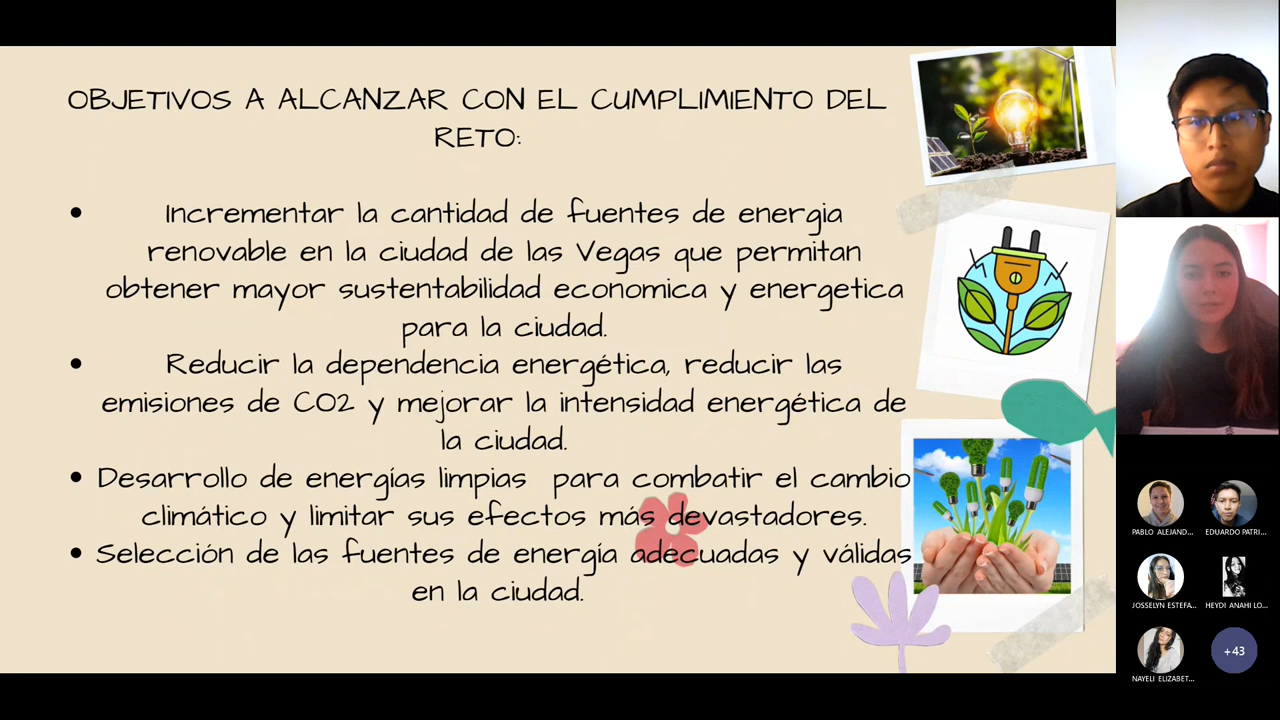 OBJETIVOS A ALCANZAR CON EL CUMPLIMIENTO DEL
RETO:
• Incrementar la cantidad de fuentes de energia
renovable en la ciudad de las Vegas que permitan
obtener mayor sustentabilidad economica y energetica
para la ciudad.
• Reducir la dependencia energética, reducir las
emisiones de CO2 y mejorar la intensidad energética de
la ciudad.
• Desarrollo de energías limpias para combatir el cambio
climático y limitar sus efectos más devastadores.
• Selección de las fuentes de energía adecuadas y válidas
en la ciudad.
PABLO ALEJAND...
EDUARDO PATRI...
JOSSELYN ESTEFA...
HEYDI ANAHI LO...
NAYELI ELIZABET...
+43